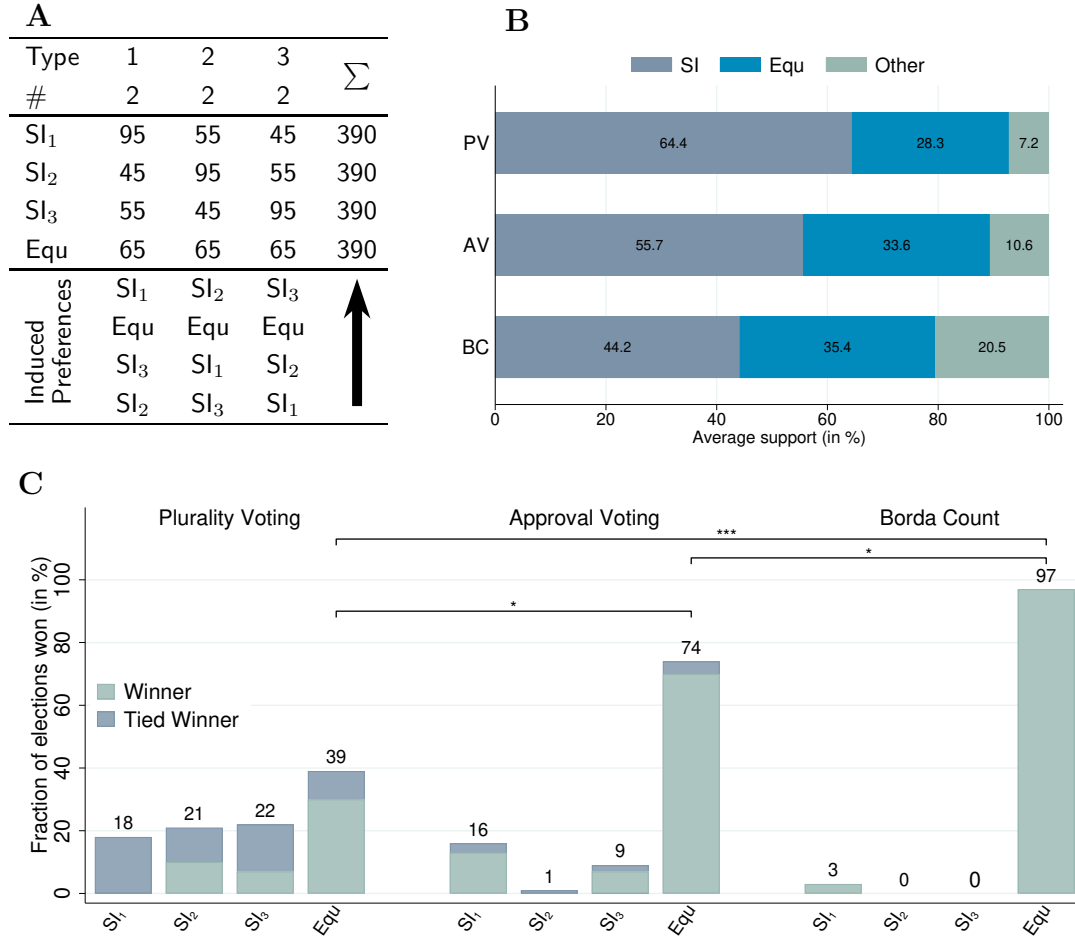 A
Type 1 2 3 ∑
# 2 2 2
SI₁ 95 55 45 390
SI₂ 45 95 55 390
SI₃ 55 45 95 390
Equ 65 65 65 390
Induced Preferences
SI₁ SI₂ SI₃
Equ Equ Equ
SI₃ SI₁ SI₂
SI₂ SI₃ SI₁
B
SI Equ Other
PV 64.4 28.3 7.2
AV 55.7 33.6 10.6
BC 44.2 35.4 20.5
0 20 40 60 80 100
Average support (in %)
C
Plurality Voting Approval Voting Borda Count
***
*
*
Fraction of elections won (in %)
100
80
60
40
20
0
Winner
Tied Winner
18 21 22 39 16 1 9 74 3 0 0 97
SI₁ SI₂ SI₃ Equ SI₁ SI₂ SI₃ Equ SI₁ SI₂ SI₃ Equ